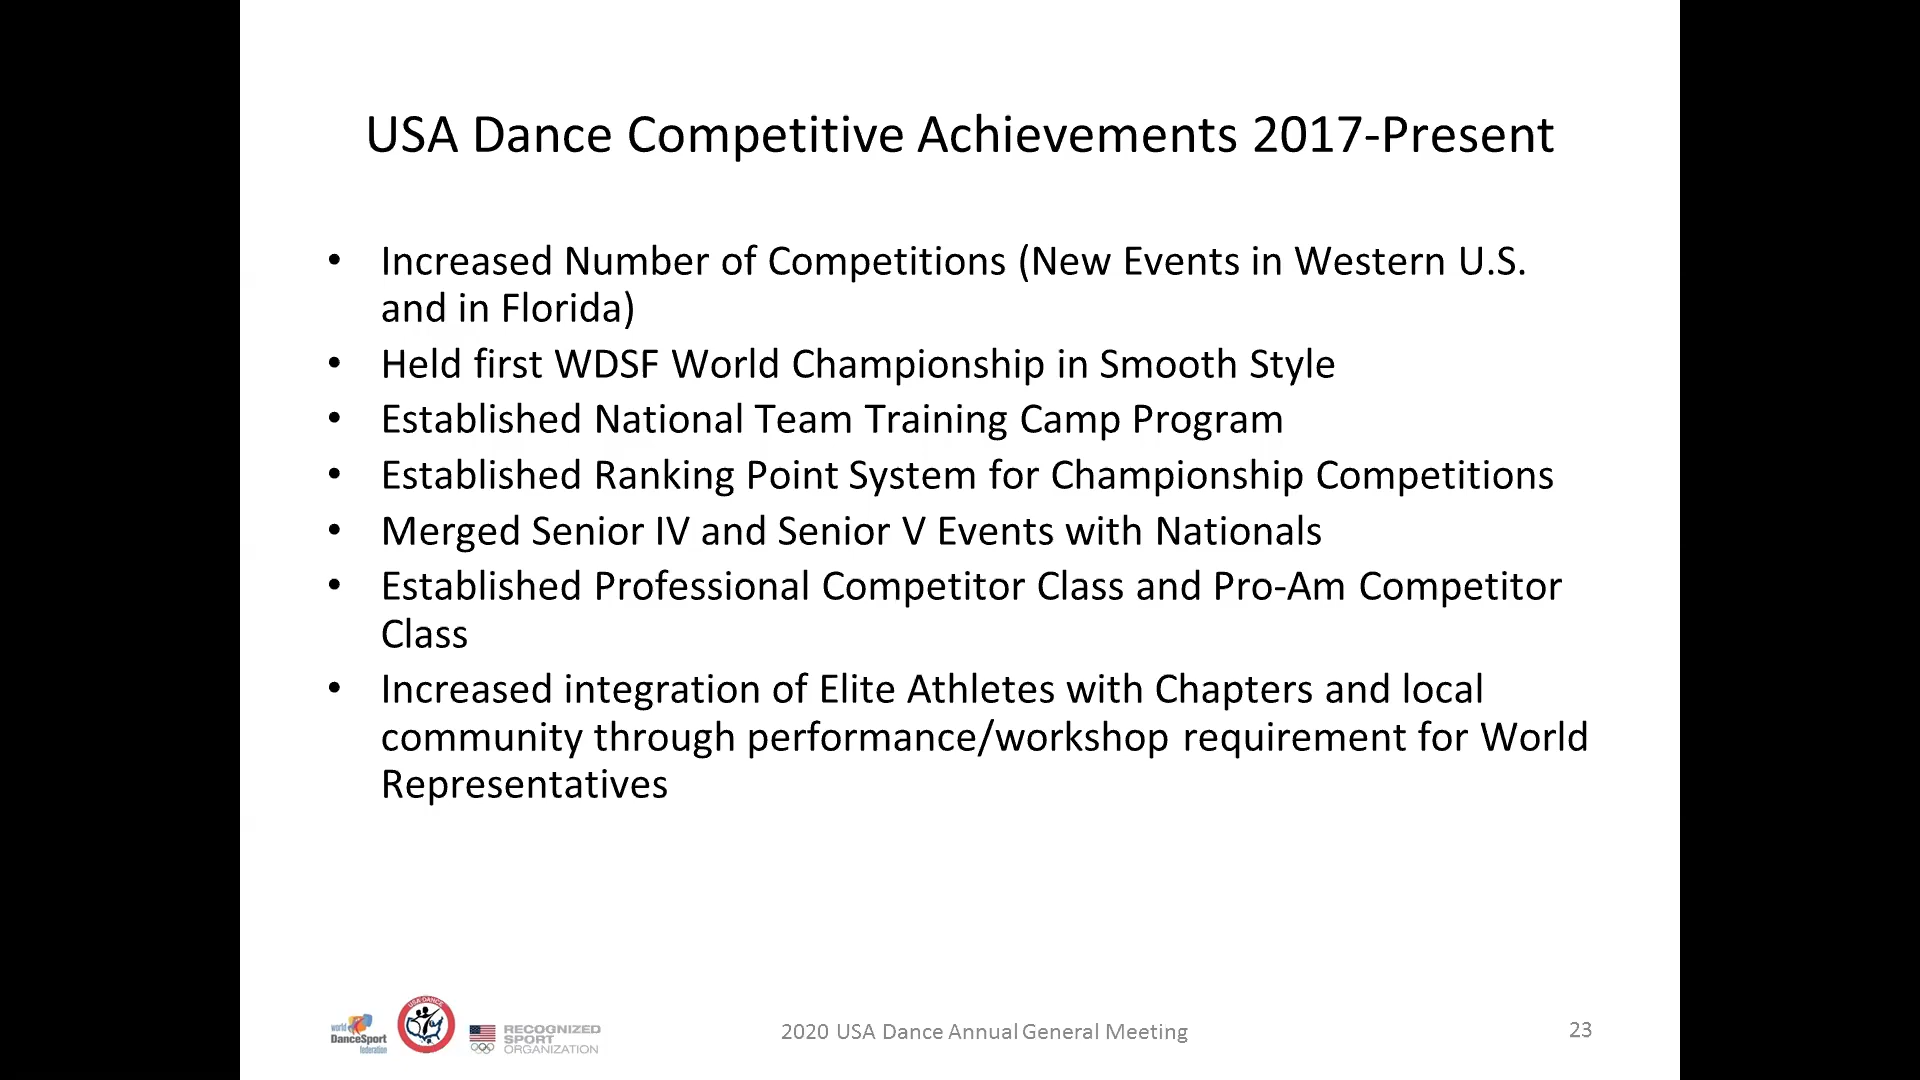 USA Dance Competitive Achievements 2017-Present
• Increased Number of Competitions (New Events in Western U.S.
and in Florida)
• Held first WDSF World Championship in Smooth Style
• Established National Team Training Camp Program
• Established Ranking Point System for Championship Competitions
• Merged Senior IV and Senior V Events with Nationals
• Established Professional Competitor Class and Pro-Am Competitor
Class
• Increased integration of Elite Athletes with Chapters and local
community through performance/workshop requirement for World
Representatives
world
DanceSport
federation
USA DANCE
RECOGNIZED
SPORT
ORGANIZATION
2020 USA Dance Annual General Meeting
23